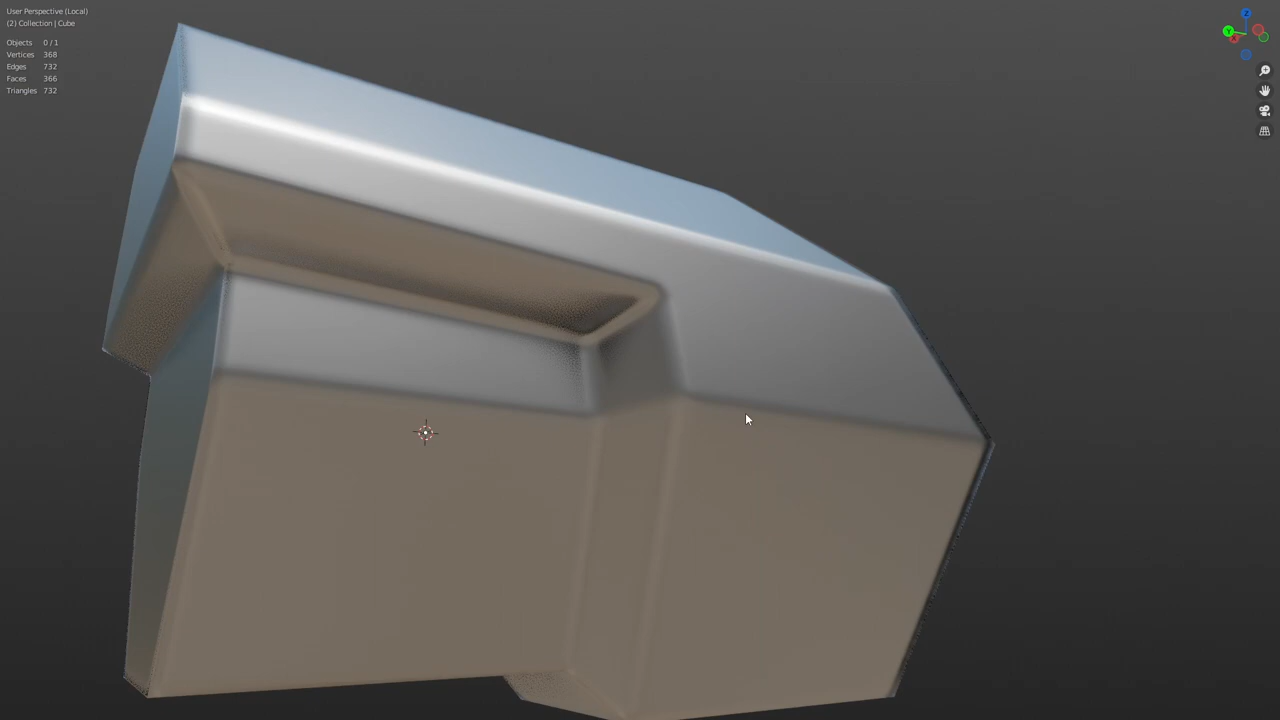 User Perspective (Local)
(2) Collection | Cube
Objects 0 / 1
Vertices 368
Edges 732
Faces 366
Triangles 732
Z
Y